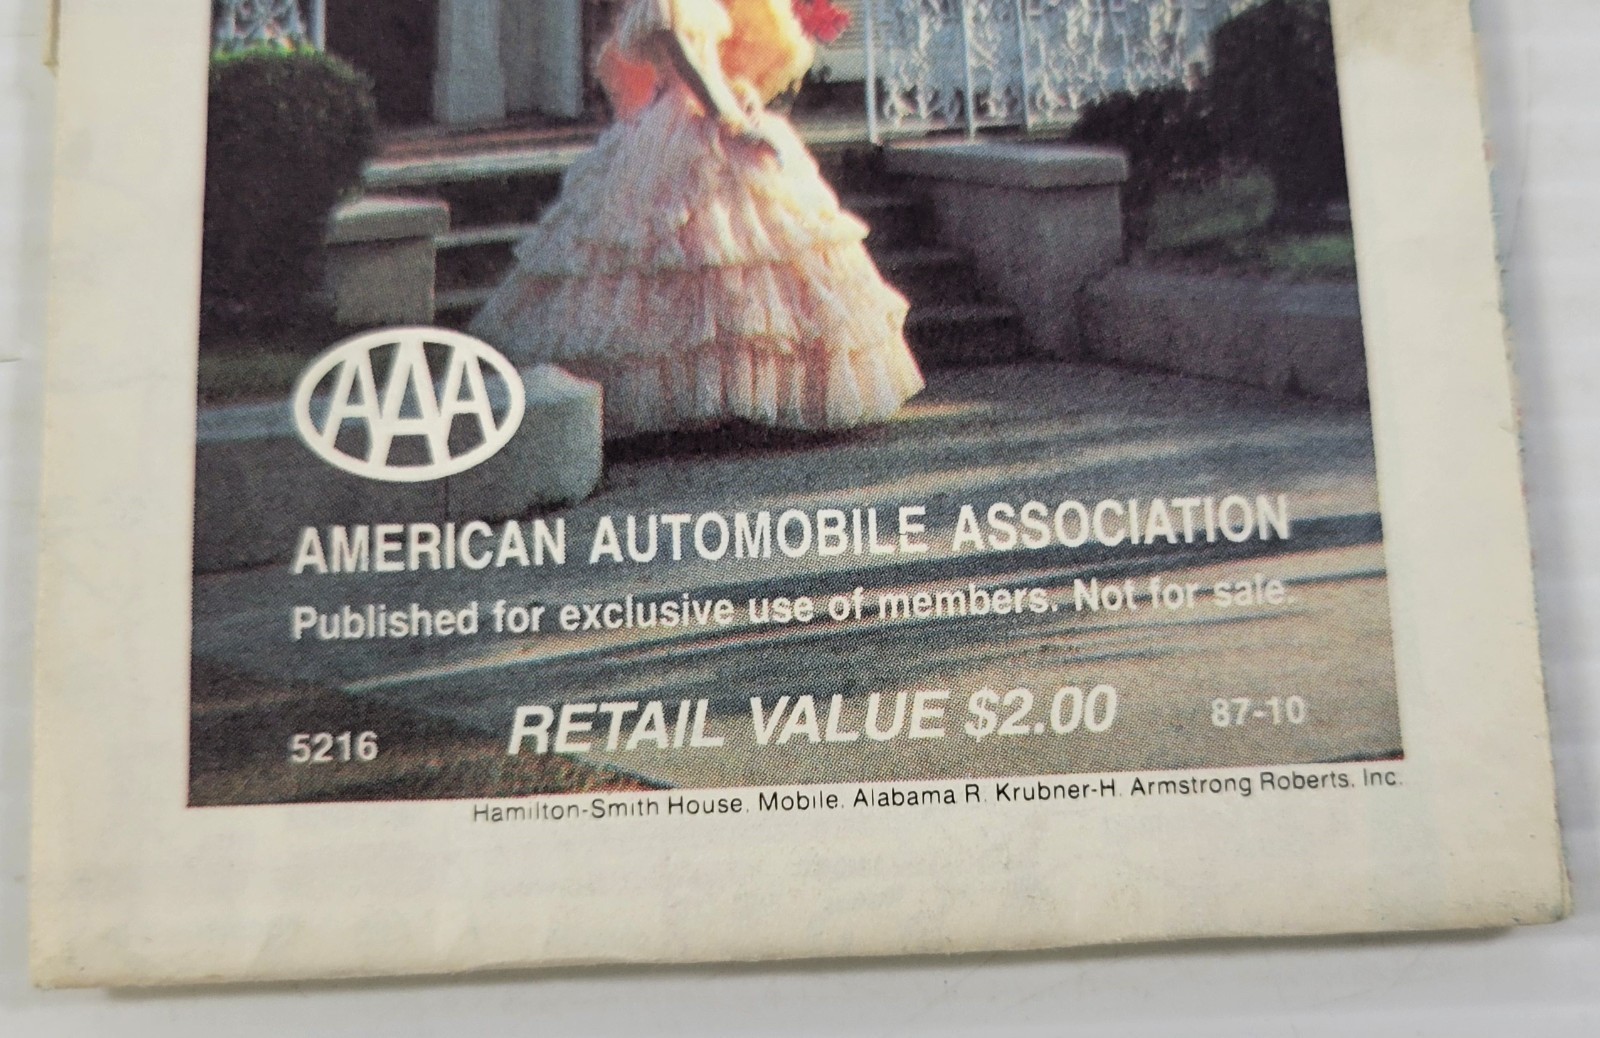 AAA
AMERICAN AUTOMOBILE ASSOCIATION
Published for exclusive use of members. Not for sale.
5216 RETAIL VALUE $2.00 87-10
Hamilton-Smith House, Mobile, Alabama R. Krubner-H. Armstrong Roberts, Inc.